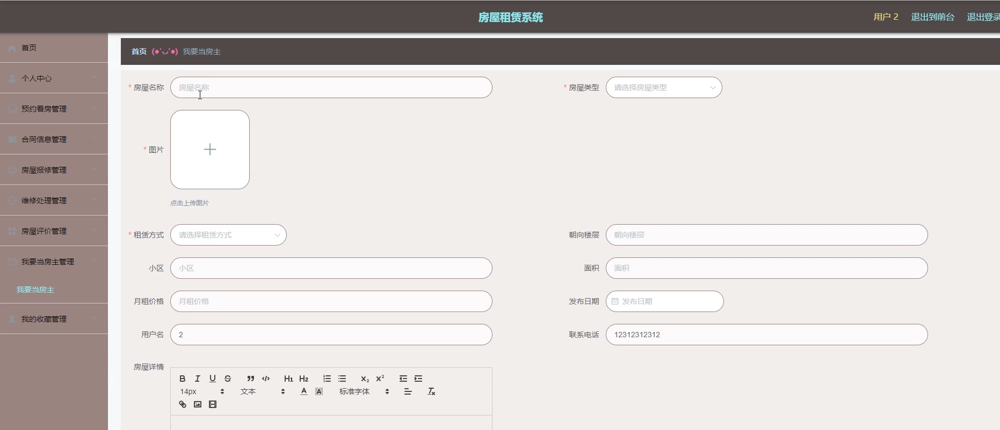 房屋租赁系统
用户 2 退出到前台 退出登录
首页
个人中心
预约看房管理
合同信息管理
房屋报修管理
维修处理管理
房屋评价管理
我要当房主管理
我要当房主
我的收藏管理
首页 (●'◡'●) 我要当房主
* 房屋名称 房屋名称
* 房屋类型 请选择房屋类型
* 图片
点击上传图片
* 租赁方式 请选择租赁方式
朝向楼层 朝向楼层
小区 小区
面积 面积
月租价格 月租价格
发布日期 发布日期
用户名 2
联系电话 12312312312
房屋详情
B I U S H1 H2 X2 X2
14px 文本 A A 标准字体 Tx